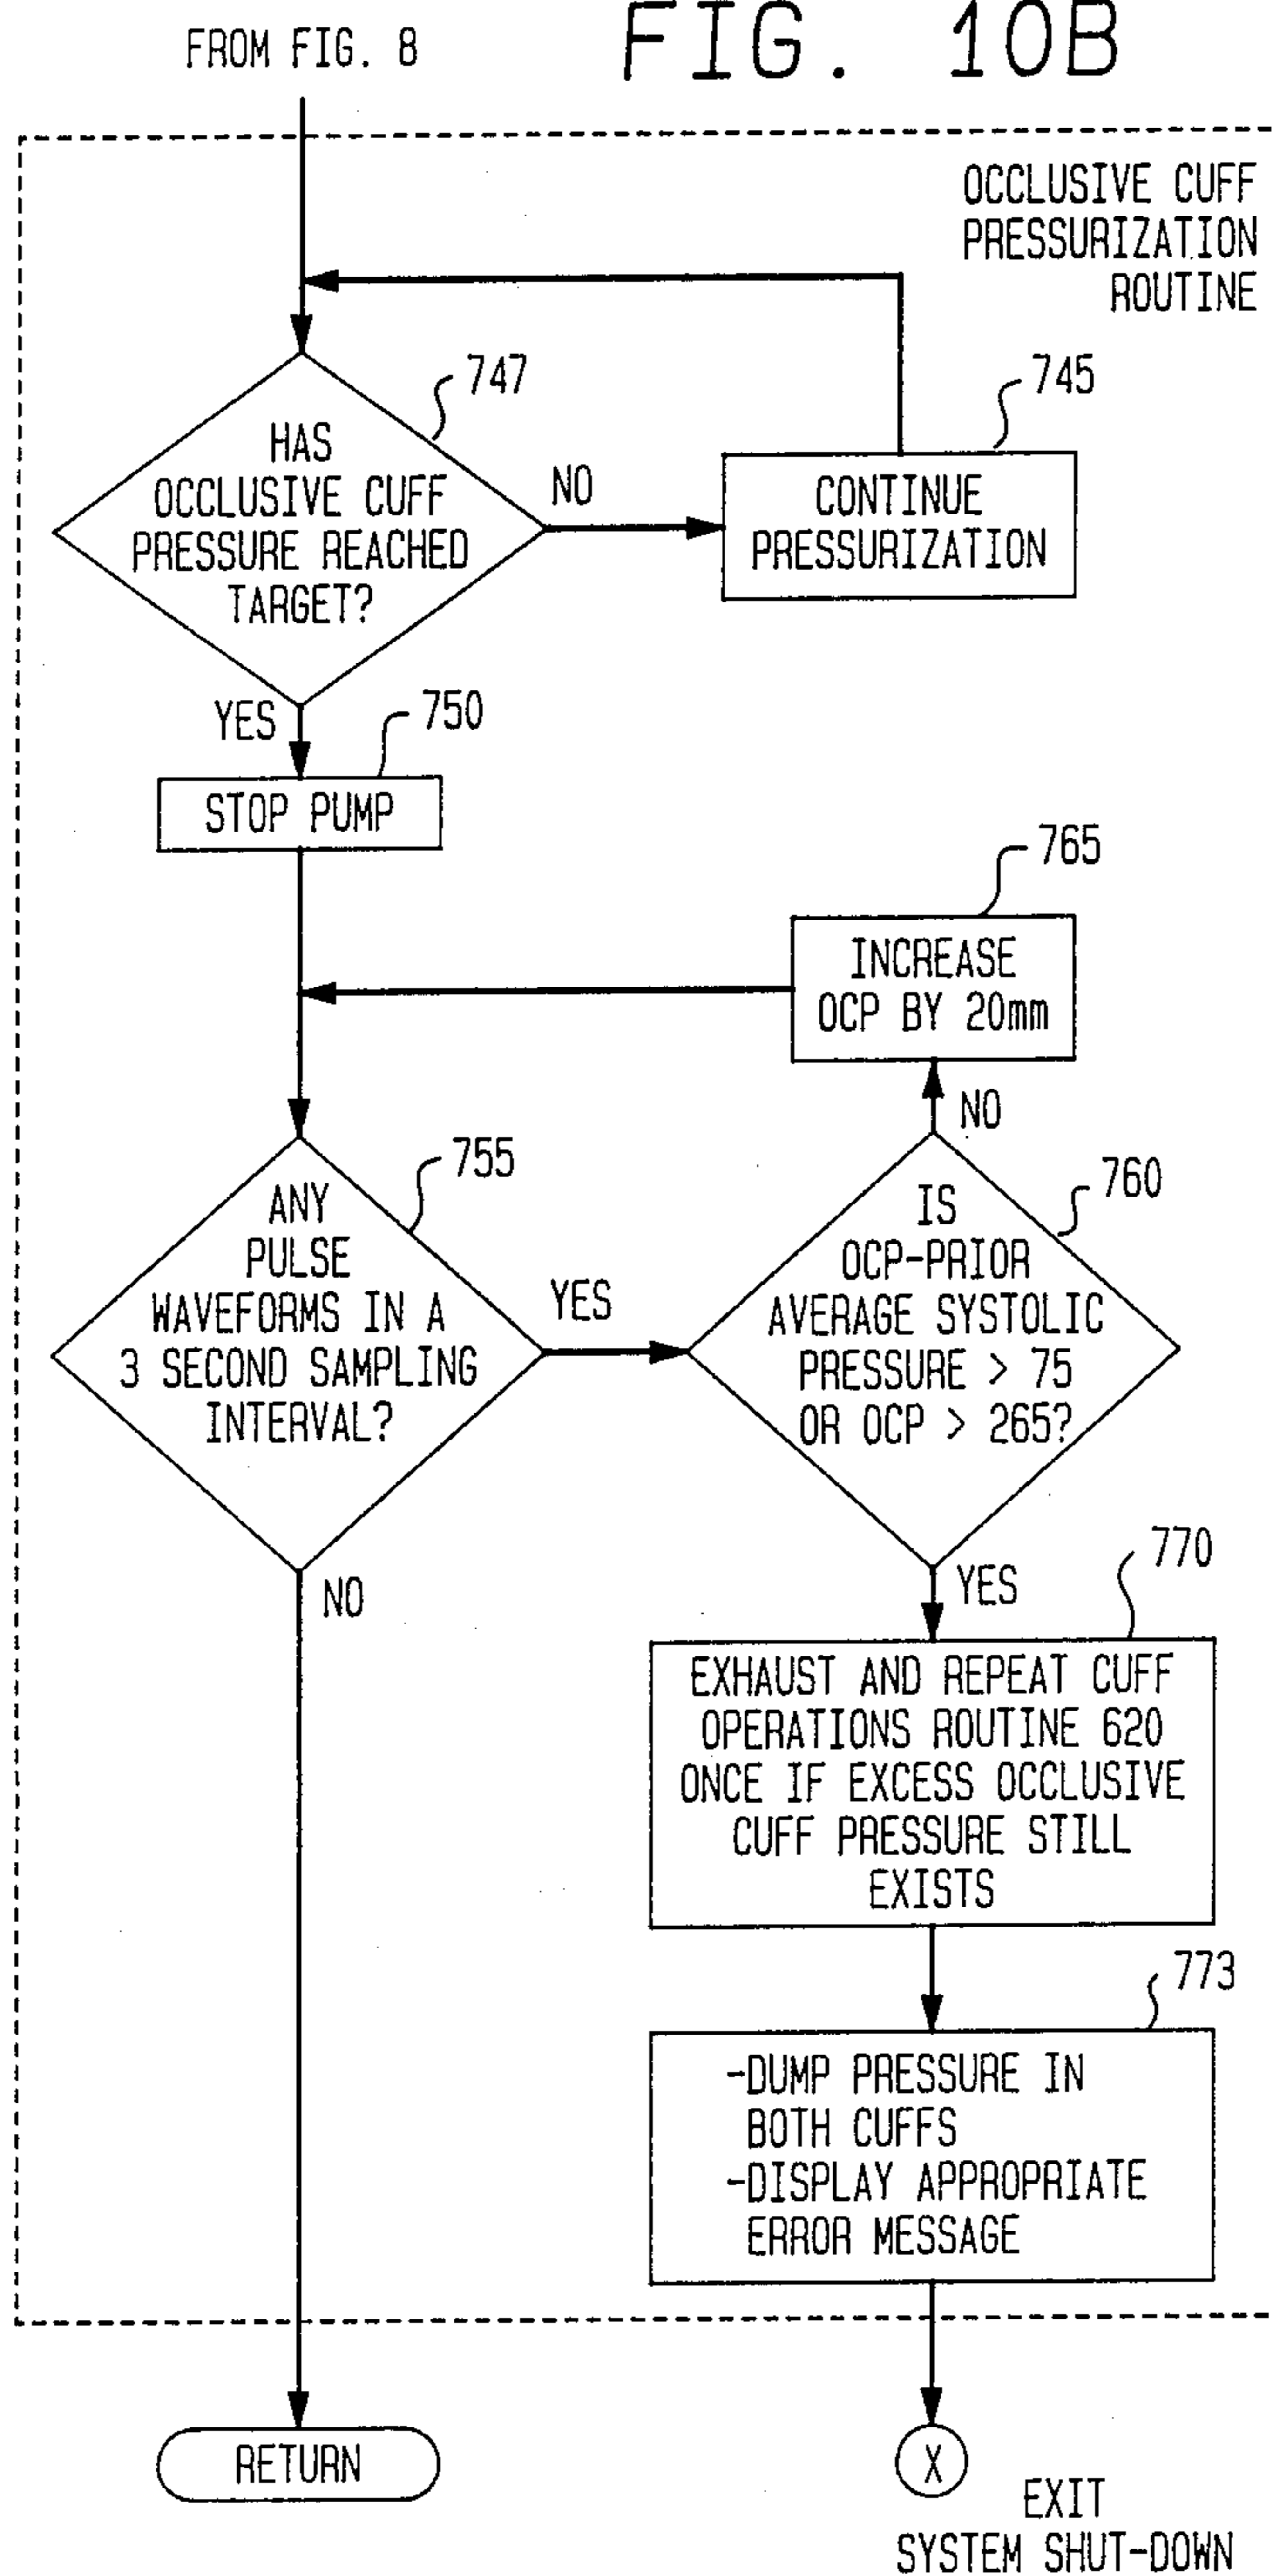 FROM FIG. 8
FIG. 10B
OCCLUSIVE CUFF
PRESSURIZATION
ROUTINE
747
HAS
OCCLUSIVE CUFF
PRESSURE REACHED
TARGET?
NO
745
CONTINUE
PRESSURIZATION
YES
750
STOP PUMP
765
INCREASE
OCP BY 20mm
NO
755
ANY
PULSE
WAVEFORMS IN A
3 SECOND SAMPLING
INTERVAL?
YES
760
IS
OCP-PRIOR
AVERAGE SYSTOLIC
PRESSURE > 75
OR OCP > 265?
NO
YES
770
EXHAUST AND REPEAT CUFF
OPERATIONS ROUTINE 620
ONCE IF EXCESS OCCLUSIVE
CUFF PRESSURE STILL
EXISTS
773
-DUMP PRESSURE IN
BOTH CUFFS
-DISPLAY APPROPRIATE
ERROR MESSAGE
RETURN
X
EXIT
SYSTEM SHUT-DOWN